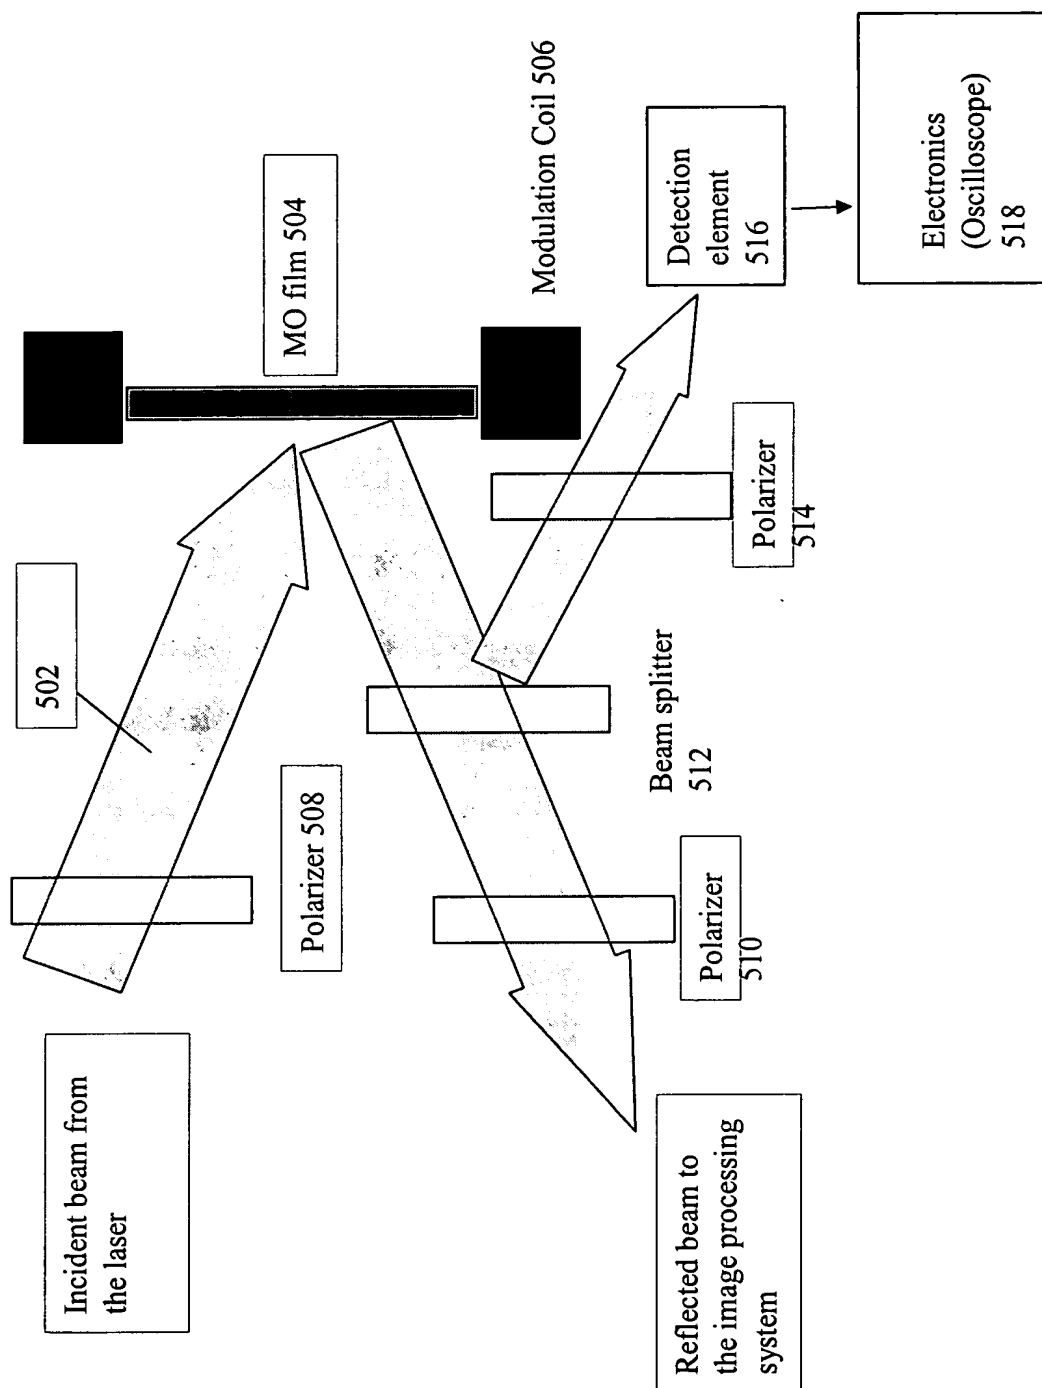 Incident beam from
the laser
502
Polarizer 508
MO film 504
Modulation Coil 506
Reflected beam to
the image processing
system
Polarizer
510
Beam splitter
512
Polarizer
514
Detection
element
516
Electronics
(Oscilloscope)
518